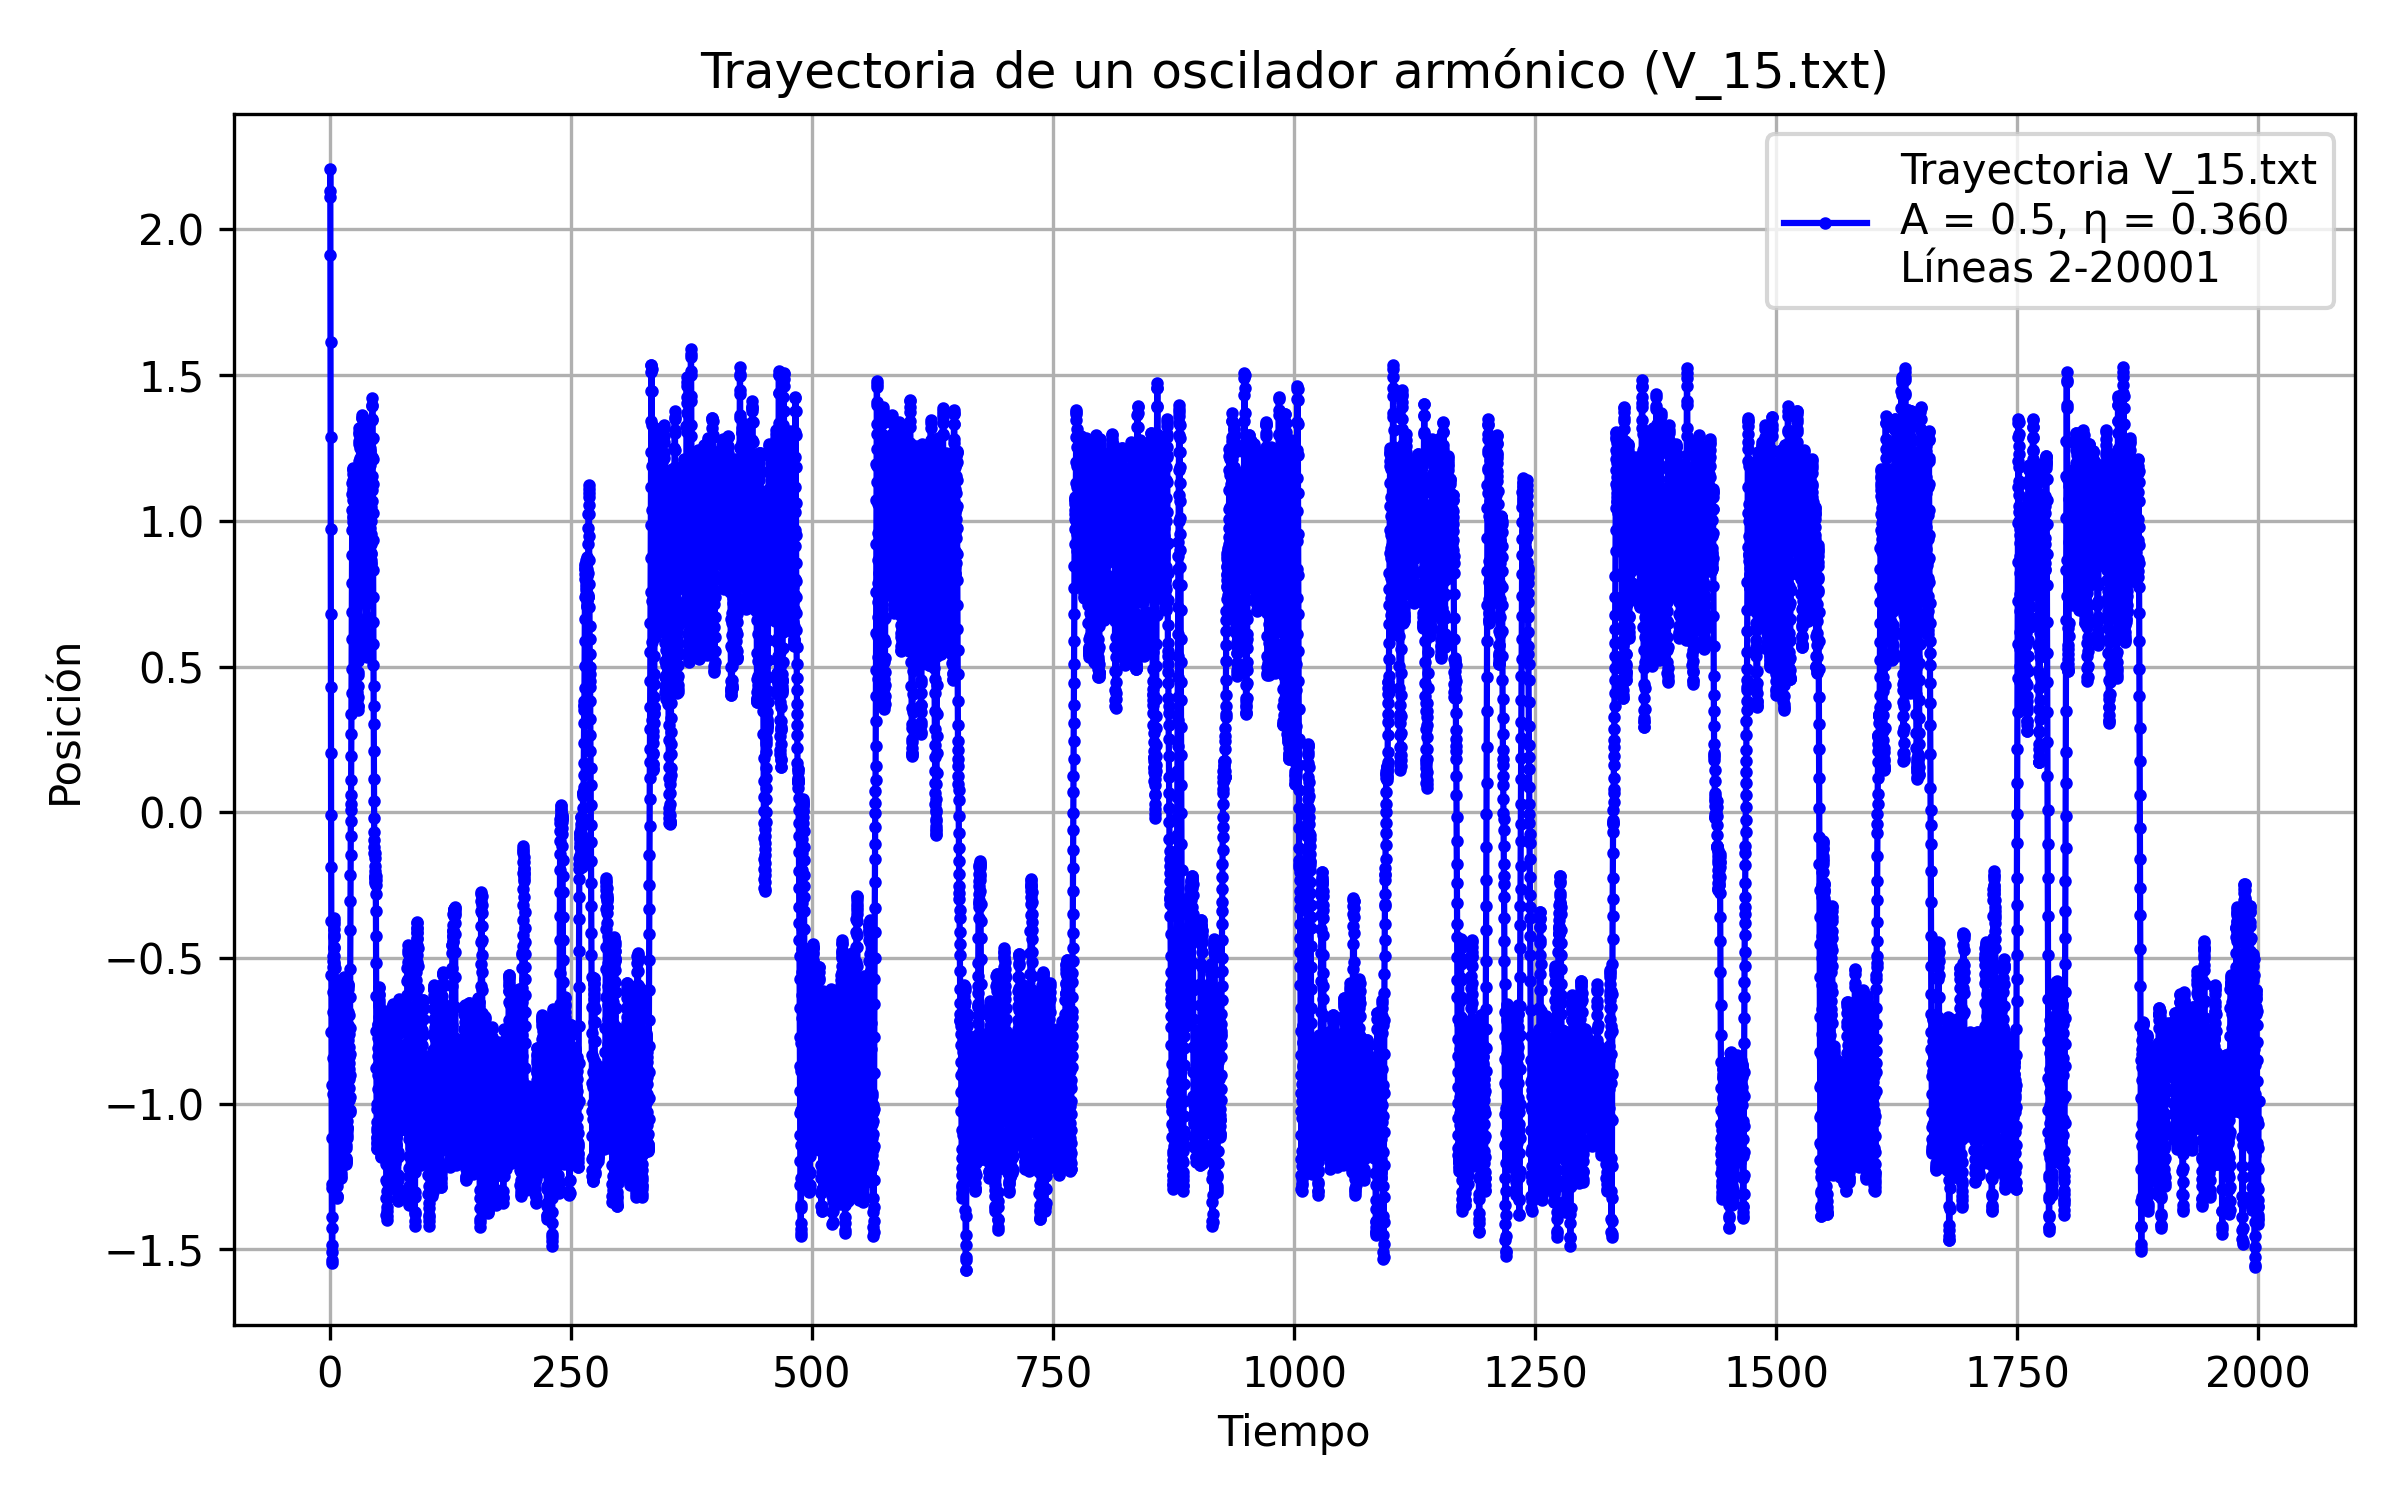 Trayectoria de un oscilador armónico (V_15.txt)
Trayectoria V_15.txt
A = 0.5, η = 0.360
Líneas 2-20001
Posición
2.0
1.5
1.0
0.5
0.0
−0.5
−1.0
−1.5
0 250 500 750 1000 1250 1500 1750 2000
Tiempo